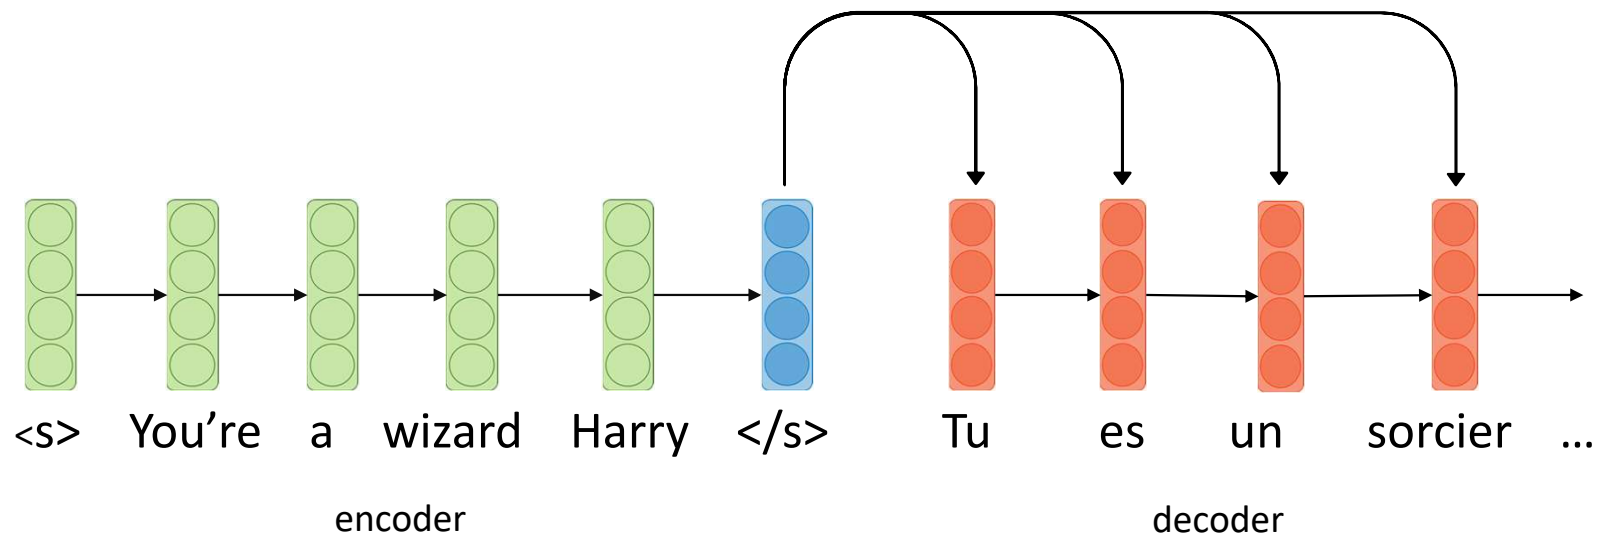 <s> You’re a wizard Harry </s> Tu es un sorcier ...
encoder decoder